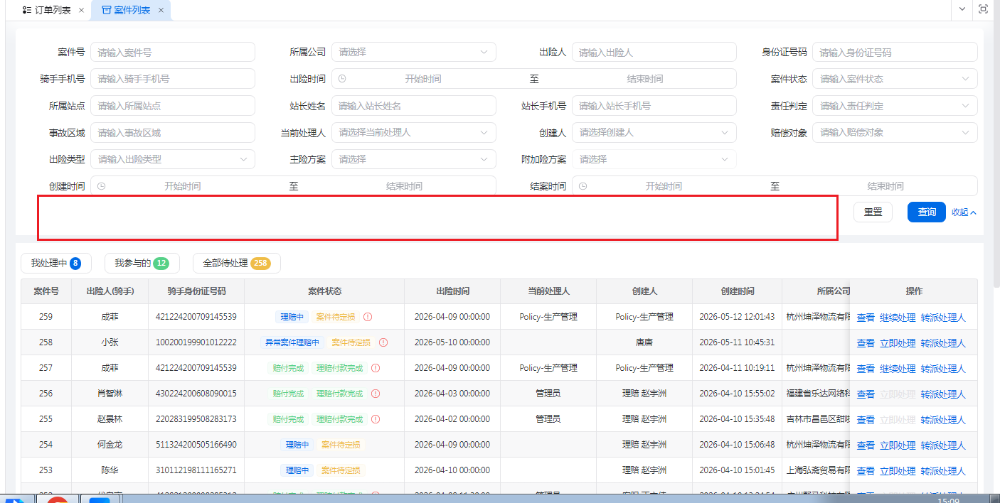 订单列表 案件列表
案件号 请输入案件号 所属公司 请选择 出险人 请输入出险人 身份证号码 请输入身份证号码
骑手手机号 请输入骑手手机号 出险时间 开始时间 至 结束时间 案件状态 请输入案件状态
所属站点 请输入所属站点 站长姓名 请输入站长姓名 站长手机号 请输入站长手机号 责任判定 请输入责任判定
事故区域 请输入事故区域 当前处理人 请选择当前处理人 创建人 请选择创建人 赔偿对象 请输入赔偿对象
出险类型 请输入出险类型 主险方案 请选择 附加险方案 请选择
创建时间 开始时间 至 结束时间 结案时间 开始时间 至 结束时间
重置 查询 收起
我处理中 8 我参与的 12 全部待处理 258
案件号 出险人(骑手) 骑手身份证号码 案件状态 出险时间 当前处理人 创建人 创建时间 所属公司 操作
259 成菲 421224200709145539 理赔中 案件待定损 2026-04-09 00:00:00 Policy-生产管理 Policy-生产管理 2026-05-12 12:01:43 杭州坤泽物流有限 查看 继续处理 转派处理人
258 小张 100200199901012222 异常案件理赔中 案件待定损 2026-05-10 00:00:00 唐唐 2026-05-11 10:45:31 查看 立即处理 转派处理人
257 成菲 421224200709145539 赔付完成 理赔付款完成 2026-04-09 00:00:00 Policy-生产管理 Policy-生产管理 2026-04-11 10:19:11 杭州坤泽物流有限 查看 继续处理 转派处理人
256 肖智淋 430224200608090015 赔付完成 理赔付款完成 2026-04-03 00:00:00 管理员 理赔 赵宇洲 2026-04-10 15:55:02 福建省乐达网络科 查看 立即处理 转派处理人
255 赵景林 220283199508283173 赔付完成 理赔付款完成 2026-04-02 00:00:00 管理员 理赔 赵宇洲 2026-04-10 15:35:48 吉林市昌邑区甜 查看 立即处理 转派处理人
254 何金龙 511324200505166490 理赔中 案件待定损 2026-04-09 00:00:00 理赔 赵宇洲 2026-04-10 15:06:48 杭州坤泽物流有限 查看 立即处理 转派处理人
253 陈华 310112198111165271 理赔中 案件待定损 2026-04-10 00:00:00 理赔 赵宇洲 2026-04-10 15:01:45 上海弘斋贸易有限 查看 立即处理 转派处理人
15:09